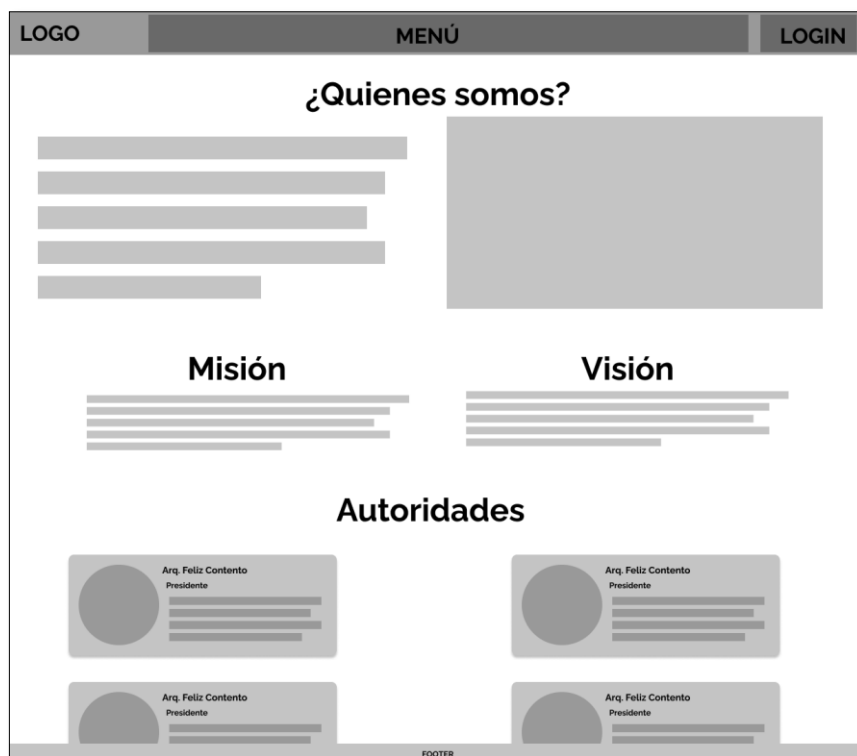 LOGO MENÚ LOGIN
¿Quienes somos?
Misión Visión
Autoridades
Arq. Feliz Contento
Presidente
Arq. Feliz Contento
Presidente
Arq. Feliz Contento
Presidente
Arq. Feliz Contento
Presidente
FOOTER